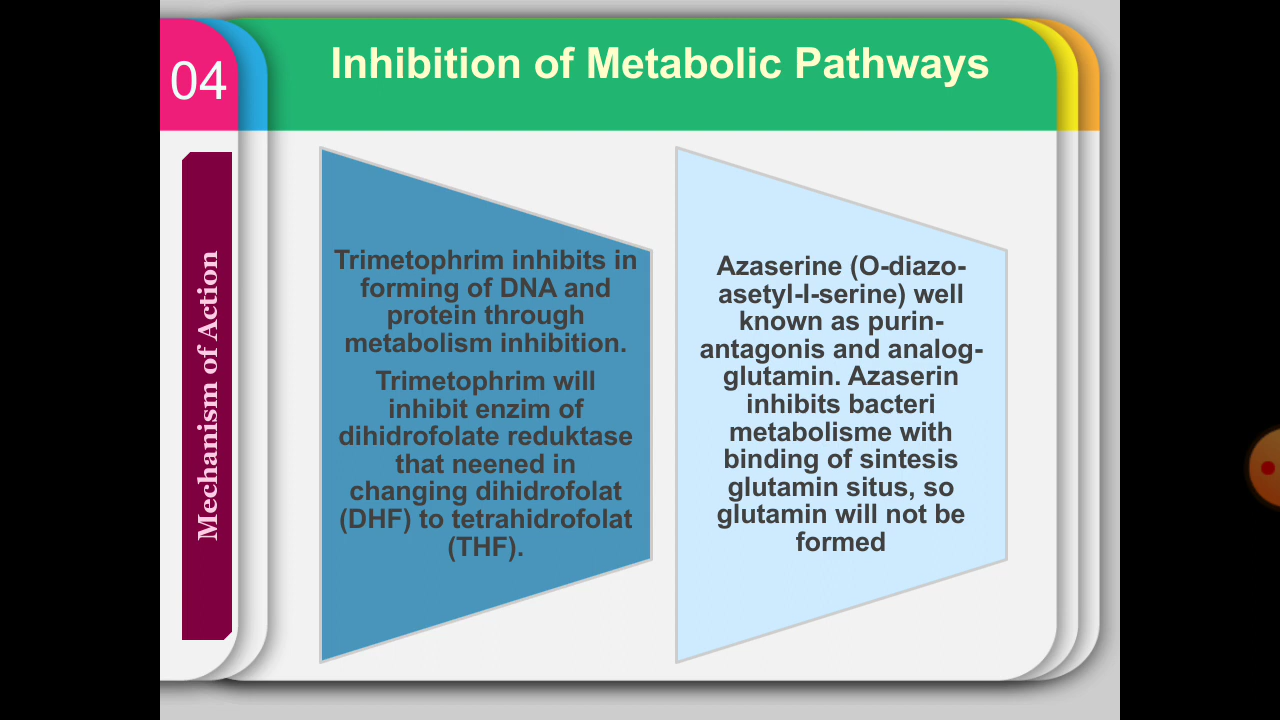 04
Inhibition of Metabolic Pathways
Mechanism of Action
Trimetophrim inhibits in
forming of DNA and
protein through
metabolism inhibition.
Trimetophrim will
inhibit enzim of
dihidrofolate reduktase
that neened in
changing dihidrofolat
(DHF) to tetrahidrofolat
(THF).
Azaserine (O-diazo-
asetyl-I-serine) well
known as purin-
antagonis and analog-
glutamin. Azaserin
inhibits bacteri
metabolisme with
binding of sintesis
glutamin situs, so
glutamin will not be
formed